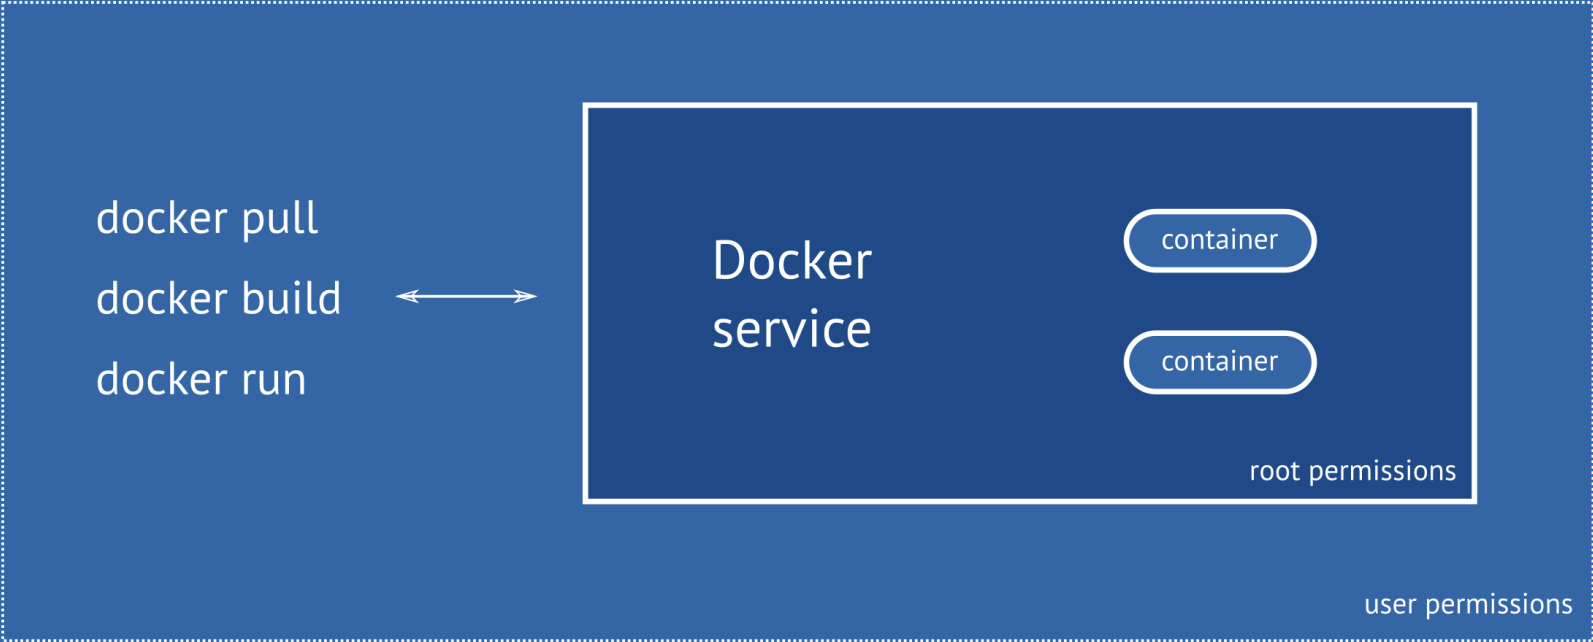 docker pull
docker build
docker run
Docker
service
container
container
root permissions
user permissions